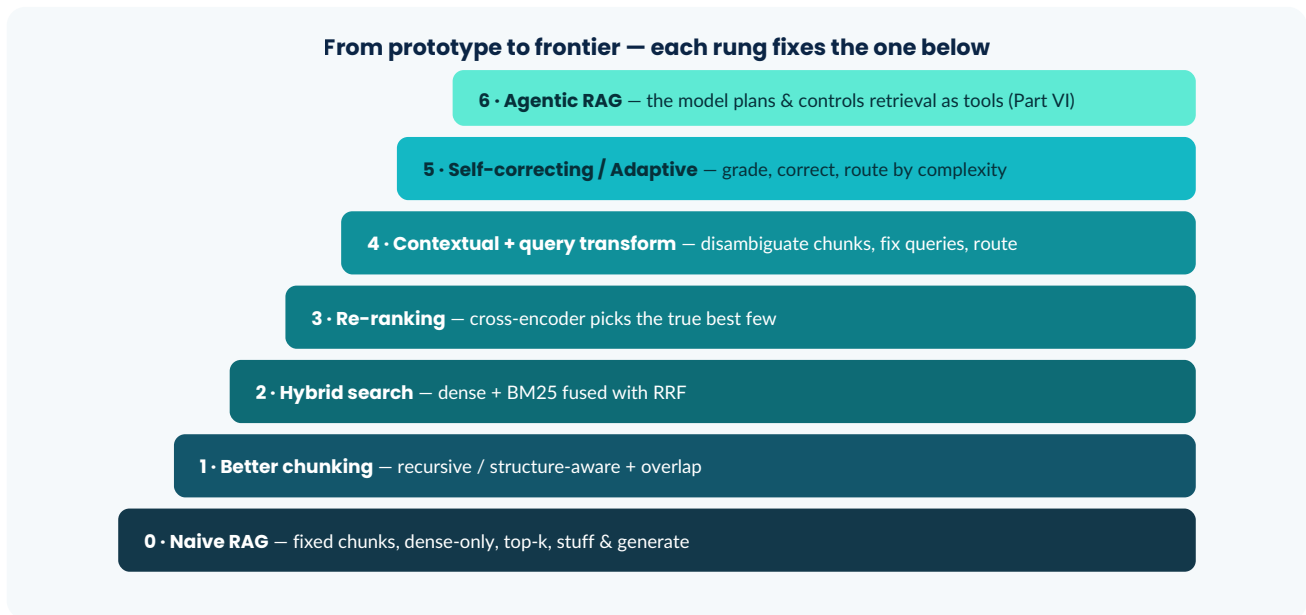 From prototype to frontier — each rung fixes the one below
6 · Agentic RAG — the model plans & controls retrieval as tools (Part VI)
5 · Self-correcting / Adaptive — grade, correct, route by complexity
4 · Contextual + query transform — disambiguate chunks, fix queries, route
3 · Re-ranking — cross-encoder picks the true best few
2 · Hybrid search — dense + BM25 fused with RRF
1 · Better chunking — recursive / structure-aware + overlap
0 · Naive RAG — fixed chunks, dense-only, top-k, stuff & generate